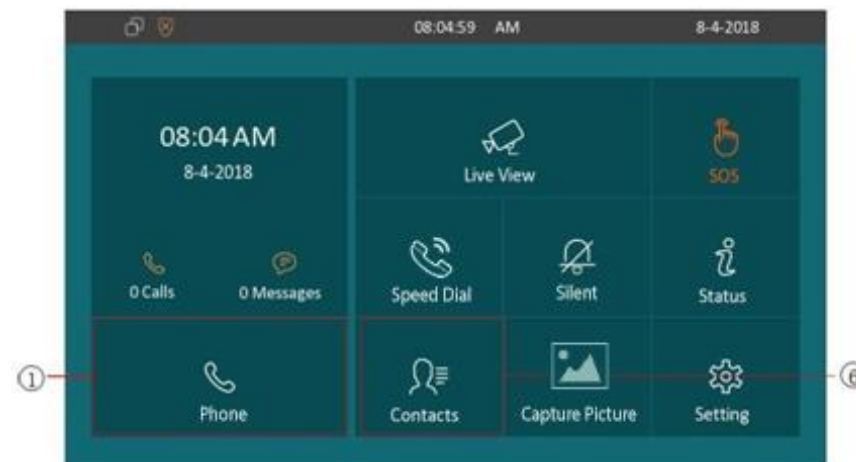 08:04:59 AM 8-4-2018
08:04 AM
8-4-2018
Live View
SOS
0 Calls 0 Messages
Speed Dial
Silent
Status
① Phone
Contacts ⑥
Capture Picture
Setting